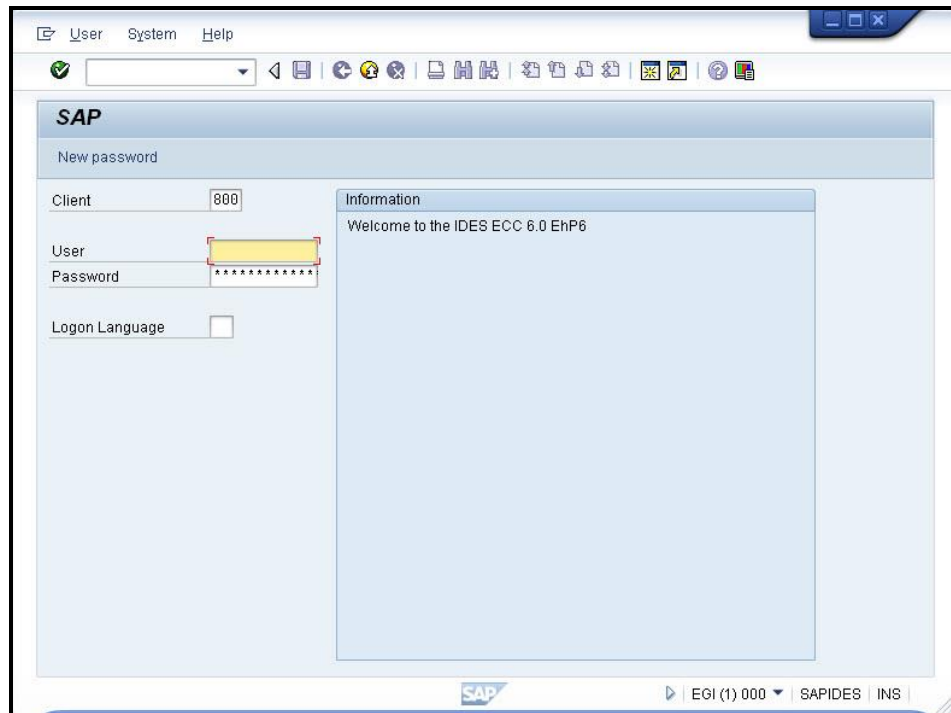 User System Help
SAP
New password
Client 800
Information
Welcome to the IDES ECC 6.0 EhP6
User
Password ************
Logon Language
SAP
EGI (1) 000 SAPIDES INS